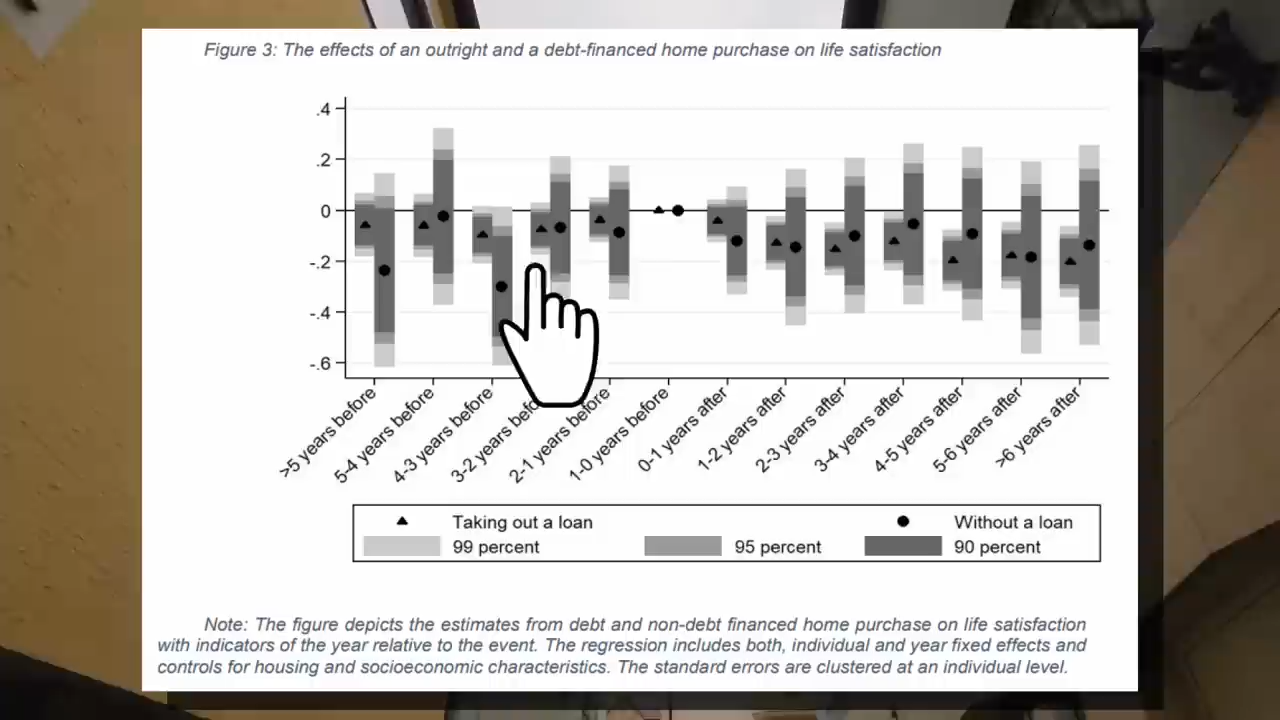 Figure 3: The effects of an outright and a debt-financed home purchase on life satisfaction
.4
.2
0
-.2
-.4
-.6
>5 years before
5-4 years before
4-3 years before
3-2 years before
2-1 years before
1-0 years before
0-1 years after
1-2 years after
2-3 years after
3-4 years after
4-5 years after
5-6 years after
>6 years after
Taking out a loan Without a loan
99 percent 95 percent 90 percent
Note: The figure depicts the estimates from debt and non-debt financed home purchase on life satisfaction
with indicators of the year relative to the event. The regression includes both, individual and year fixed effects and
controls for housing and socioeconomic characteristics. The standard errors are clustered at an individual level.